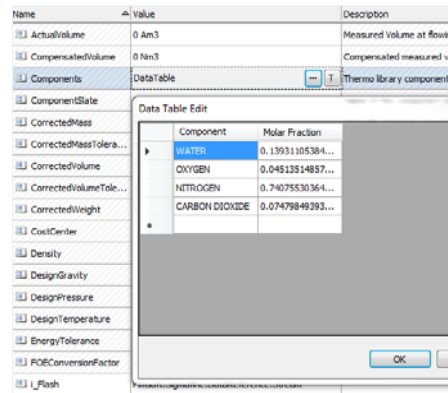 Name Value Description
ActualVolume 0 Am3 Measured Volume at flowi
CompensatedVolume 0 Nm3 Compensated measured v
Components DataTable ... T Thermo library component
ComponentSlate
Data Table Edit
CorrectedMass
Component Molar Fraction
CorrectedMassTolera...
WATER 0.13931105384...
CorrectedVolume
OXYGEN 0.04513514857...
CorrectedVolumeTole...
NITROGEN 0.74075530364...
CorrectedWeight
CARBON DIOXIDE 0.07479849393...
CostCenter
Density
DesignGravity
DesignPressure
DesignTemperature
EnergyTolerance
FOEConversionFactor
OK
i_Flash